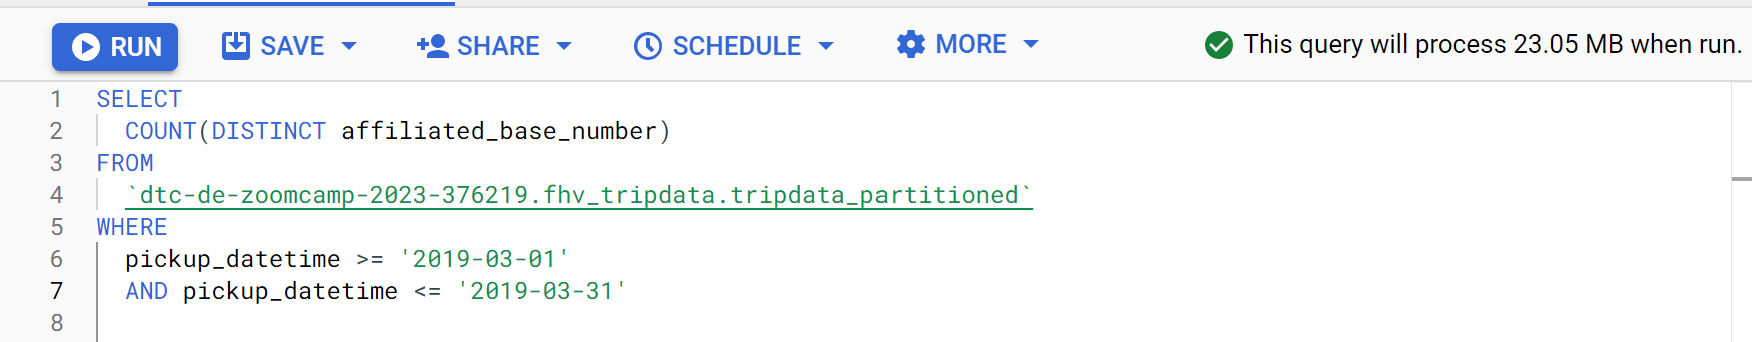 RUN SAVE SHARE SCHEDULE MORE This query will process 23.05 MB when run.
1 SELECT
2 COUNT(DISTINCT affiliated_base_number)
3 FROM
4 `dtc-de-zoomcamp-2023-376219.fhv_tripdata.tripdata_partitioned`
5 WHERE
6 pickup_datetime >= '2019-03-01'
7 AND pickup_datetime <= '2019-03-31'
8